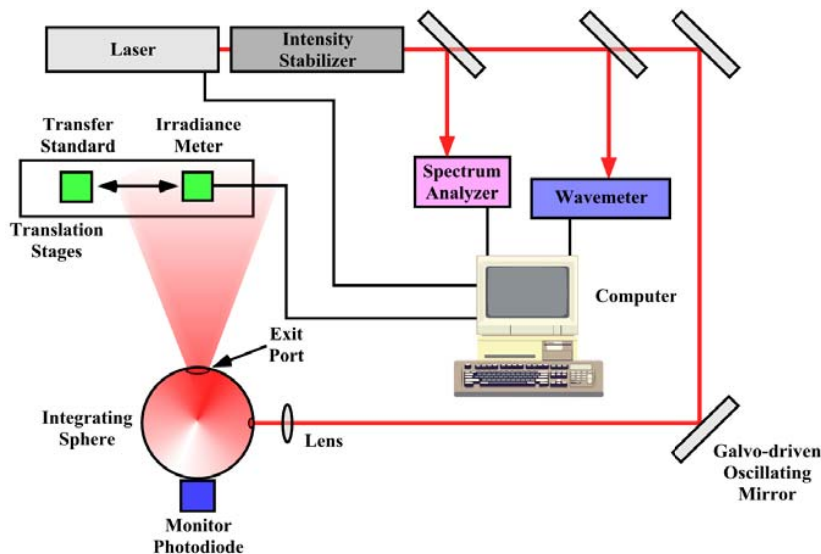 Laser
Intensity
Stabilizer
Transfer
Standard
Irradiance
Meter
Spectrum
Analyzer
Wavemeter
Translation
Stages
Computer
Exit
Port
Integrating
Sphere
Lens
Galvo-driven
Oscillating
Mirror
Monitor
Photodiode